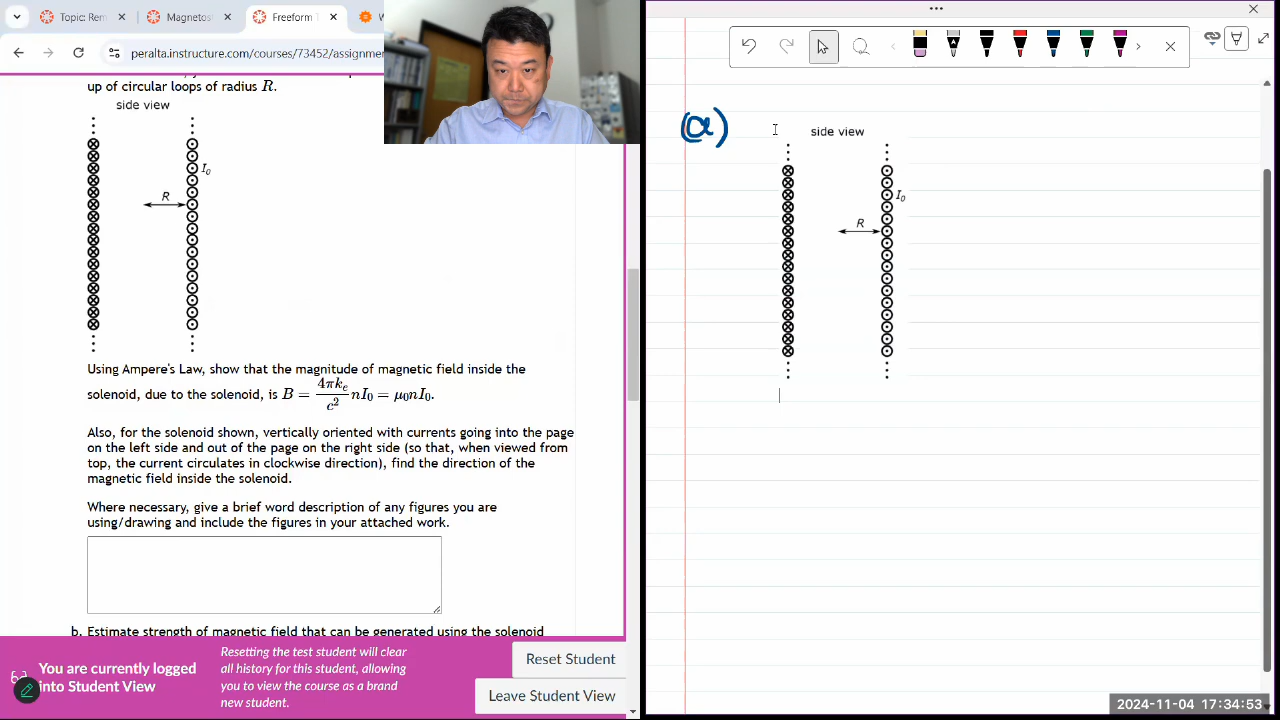 Topic: Rem
Magnetos
Freeform
W
peralta.instructure.com/course/73452/assignme
up of circular loops of radius R.
side view
I₀
R
Using Ampere's Law, show that the magnitude of magnetic field inside the
solenoid, due to the solenoid, is B = 4πkₑ/c² nI₀ = μ₀nI₀.
Also, for the solenoid shown, vertically oriented with currents going into the page
on the left side and out of the page on the right side (so that, when viewed from
top, the current circulates in clockwise direction), find the direction of the
magnetic field inside the solenoid.
Where necessary, give a brief word description of any figures you are
using/drawing and include the figures in your attached work.
b. Estimate strength of magnetic field that can be generated using the solenoid
You are currently logged
into Student View
Resetting the test student will clear
all history for this student, allowing
you to view the course as a brand
new student.
Reset Student
Leave Student View
(a)
side view
I₀
R
2024-11-04 17:34:53